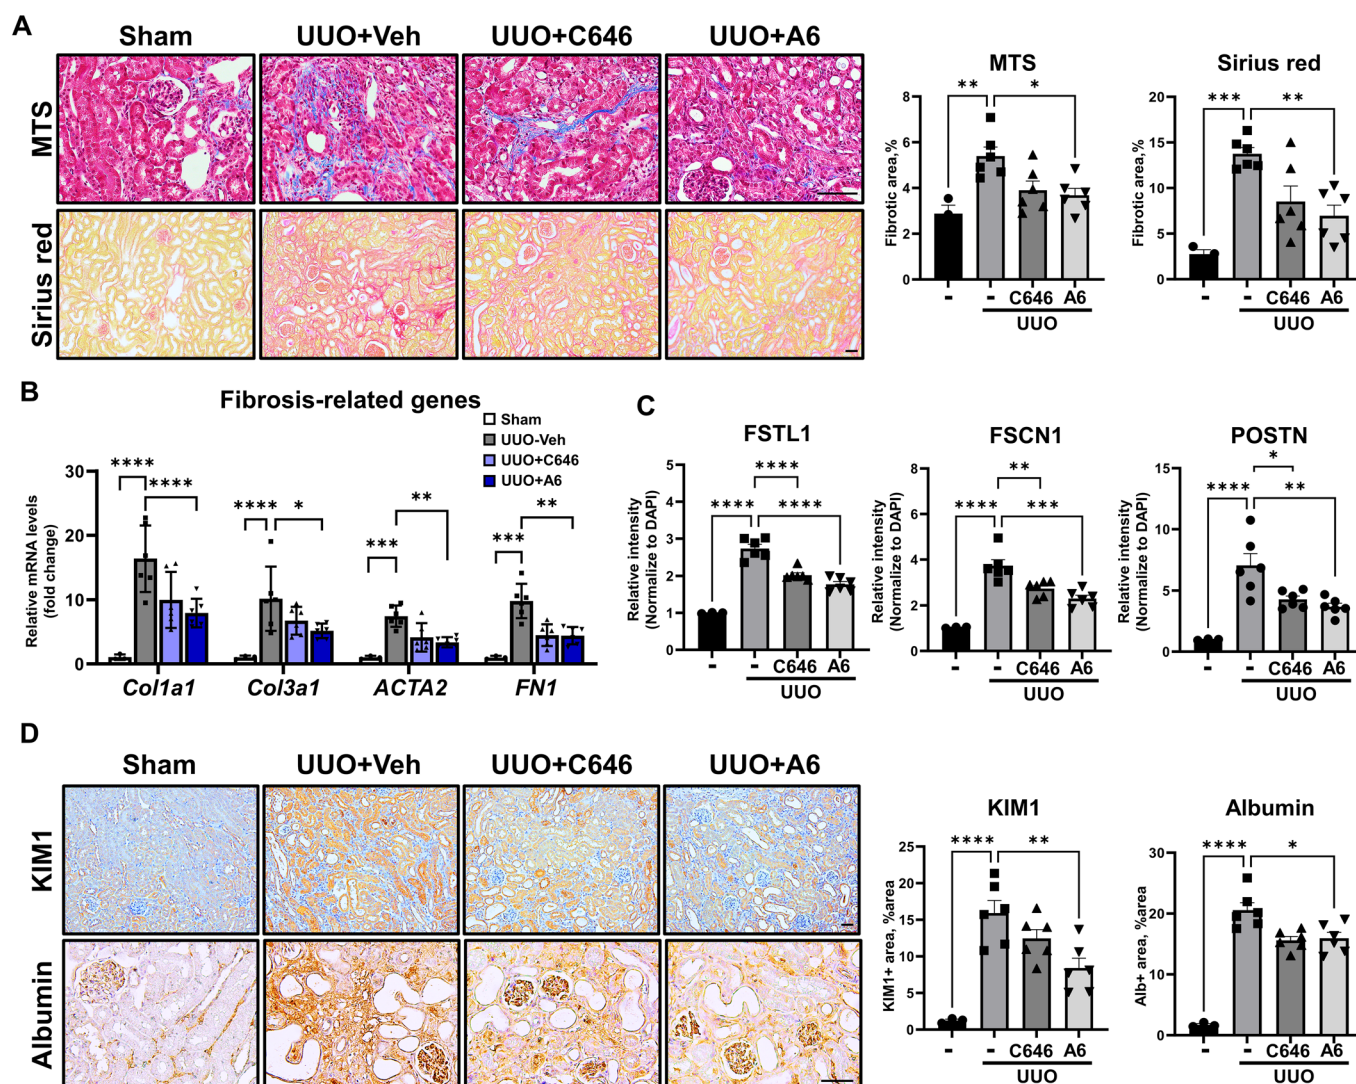 A
Sham
UUO+Veh
UUO+C646
UUO+A6
MTS
Sirius red
MTS
Fibrotic area,%
8
6
4
2
0
**
*
-
-
C646
A6
UUO
Sirius red
Fibrotic area,%
20
15
10
5
0
***
**
-
-
C646
A6
UUO
B
Fibrosis-related genes
Sham
UUO-Veh
UUO+C646
UUO+A6
Relative mRNA levels
(fold change)
30
20
10
0
****
****
****
*
***
**
***
**
Col1a1
Col3a1
ACTA2
FN1
C
FSTL1
Relative intensity
(Normalize to DAPI)
5
4
3
2
1
0
****
****
****
-
-
C646
A6
UUO
FSCN1
Relative intensity
(Normalize to DAPI)
8
6
4
2
0
**
****
***
-
-
C646
A6
UUO
POSTN
Relative intensity
(Normalize to DAPI)
15
10
5
0
*
****
**
-
-
C646
A6
UUO
D
Sham
UUO+Veh
UUO+C646
UUO+A6
KIM1
Albumin
KIM1
KIM1+ area, %area
25
20
15
10
5
0
****
**
-
-
C646
A6
UUO
Albumin
Alb+ area, %area
30
20
10
0
****
*
-
-
C646
A6
UUO